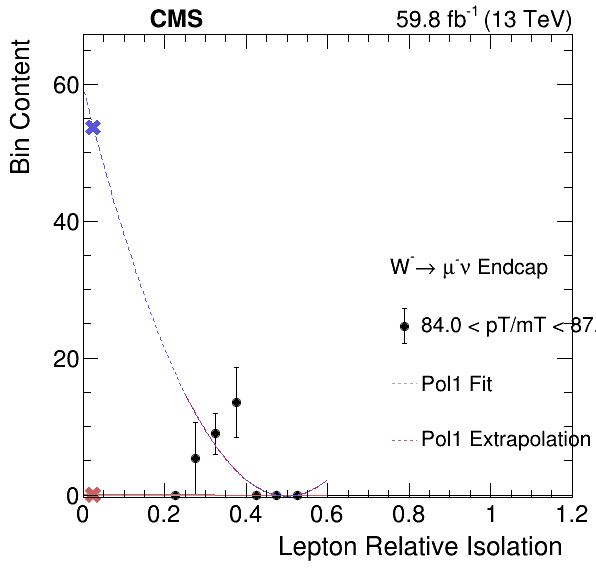 CMS 59.8 fb-1 (13 TeV)
Bin Content
60
40
20
0
W-→ μ-ν Endcap
84.0 < pT/mT < 87.
Pol1 Fit
Pol1 Extrapolation
0 0.2 0.4 0.6 0.8 1 1.2
Lepton Relative Isolation